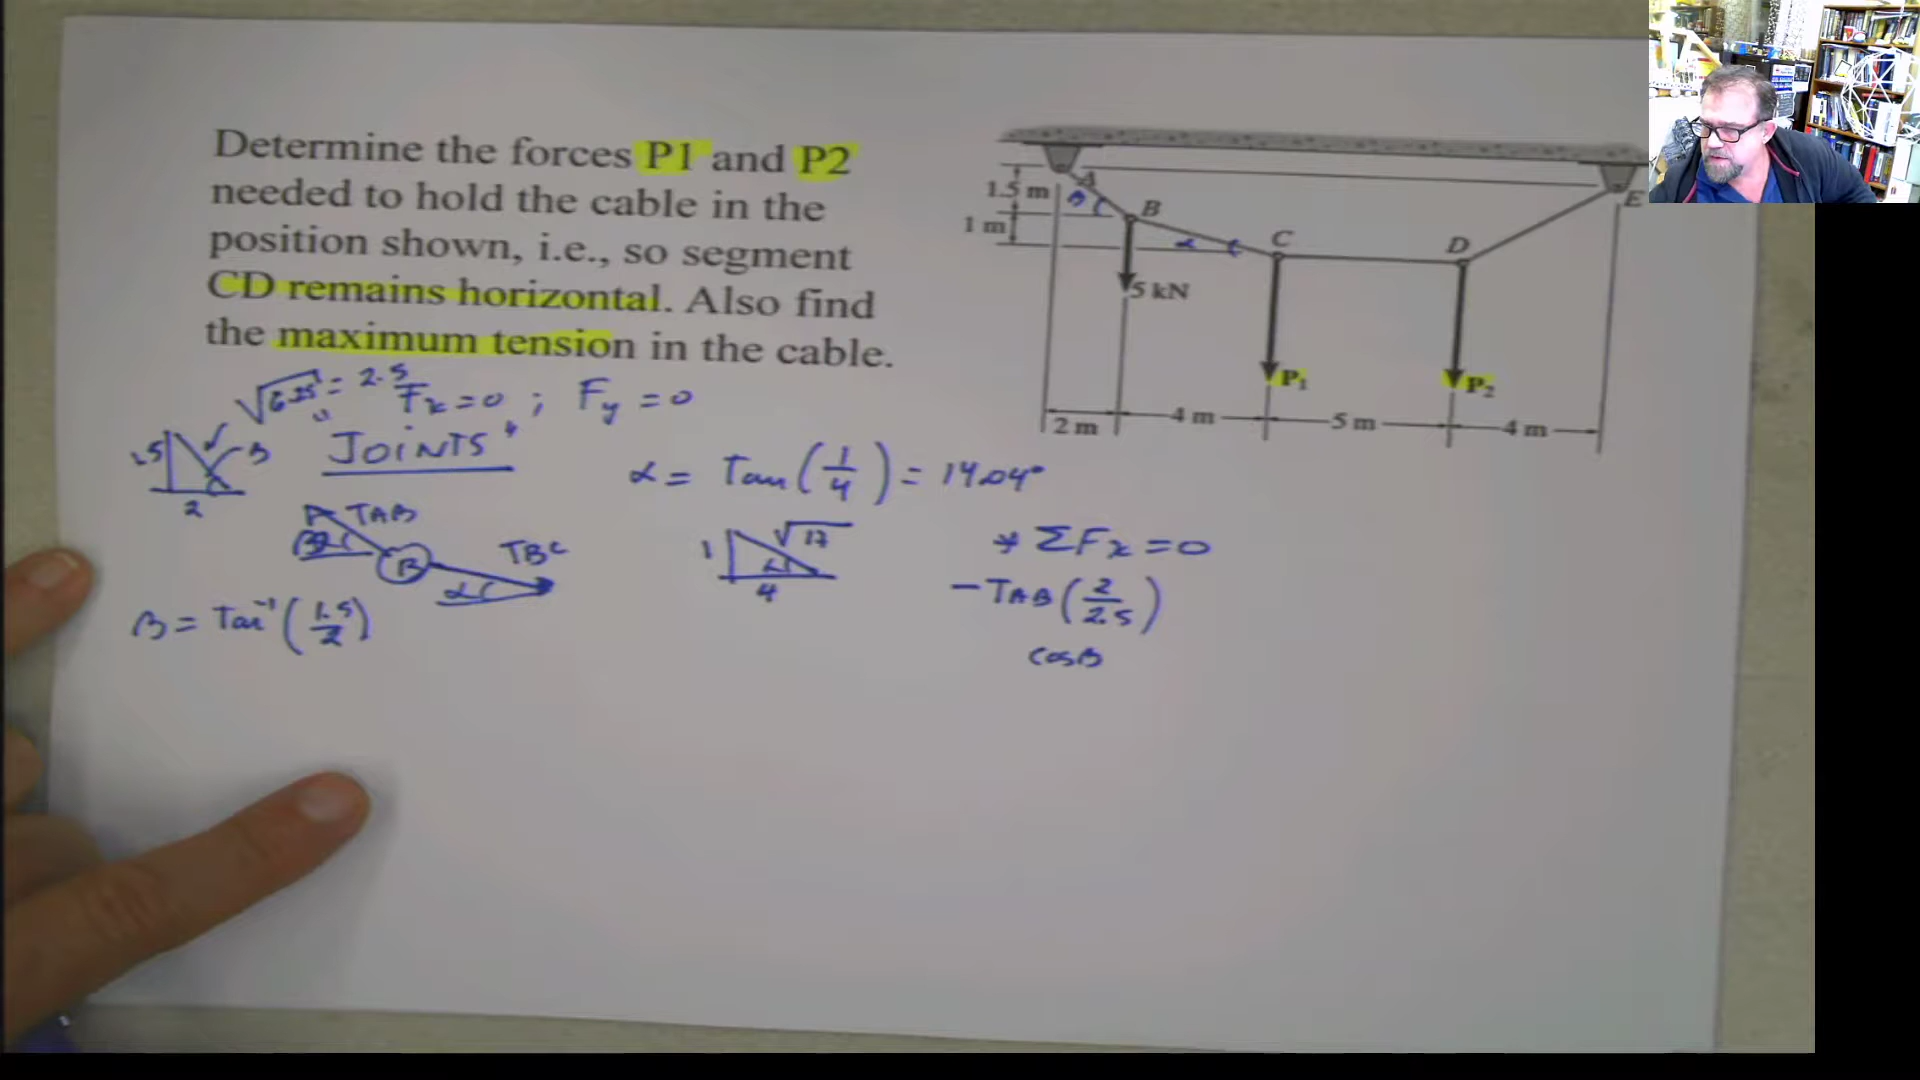 Determine the forces P1 and P2
needed to hold the cable in the
position shown, i.e., so segment
CD remains horizontal. Also find
the maximum tension in the cable.
A
E
1.5 m
B
1 m
α
C
D
5 kN
P₁
P₂
2 m
4 m
5 m
4 m
√6.25 = 2.5
Fx = 0 ; Fy = 0
JOINTS
1.5
β
2
α = Tan(1/4) = 14.04°
TAB
B
TBC
α
β = Tan⁻¹(1.5/2)
1
√17
α
4
* ΣFx = 0
-TAB(2/2.5)
cosβ